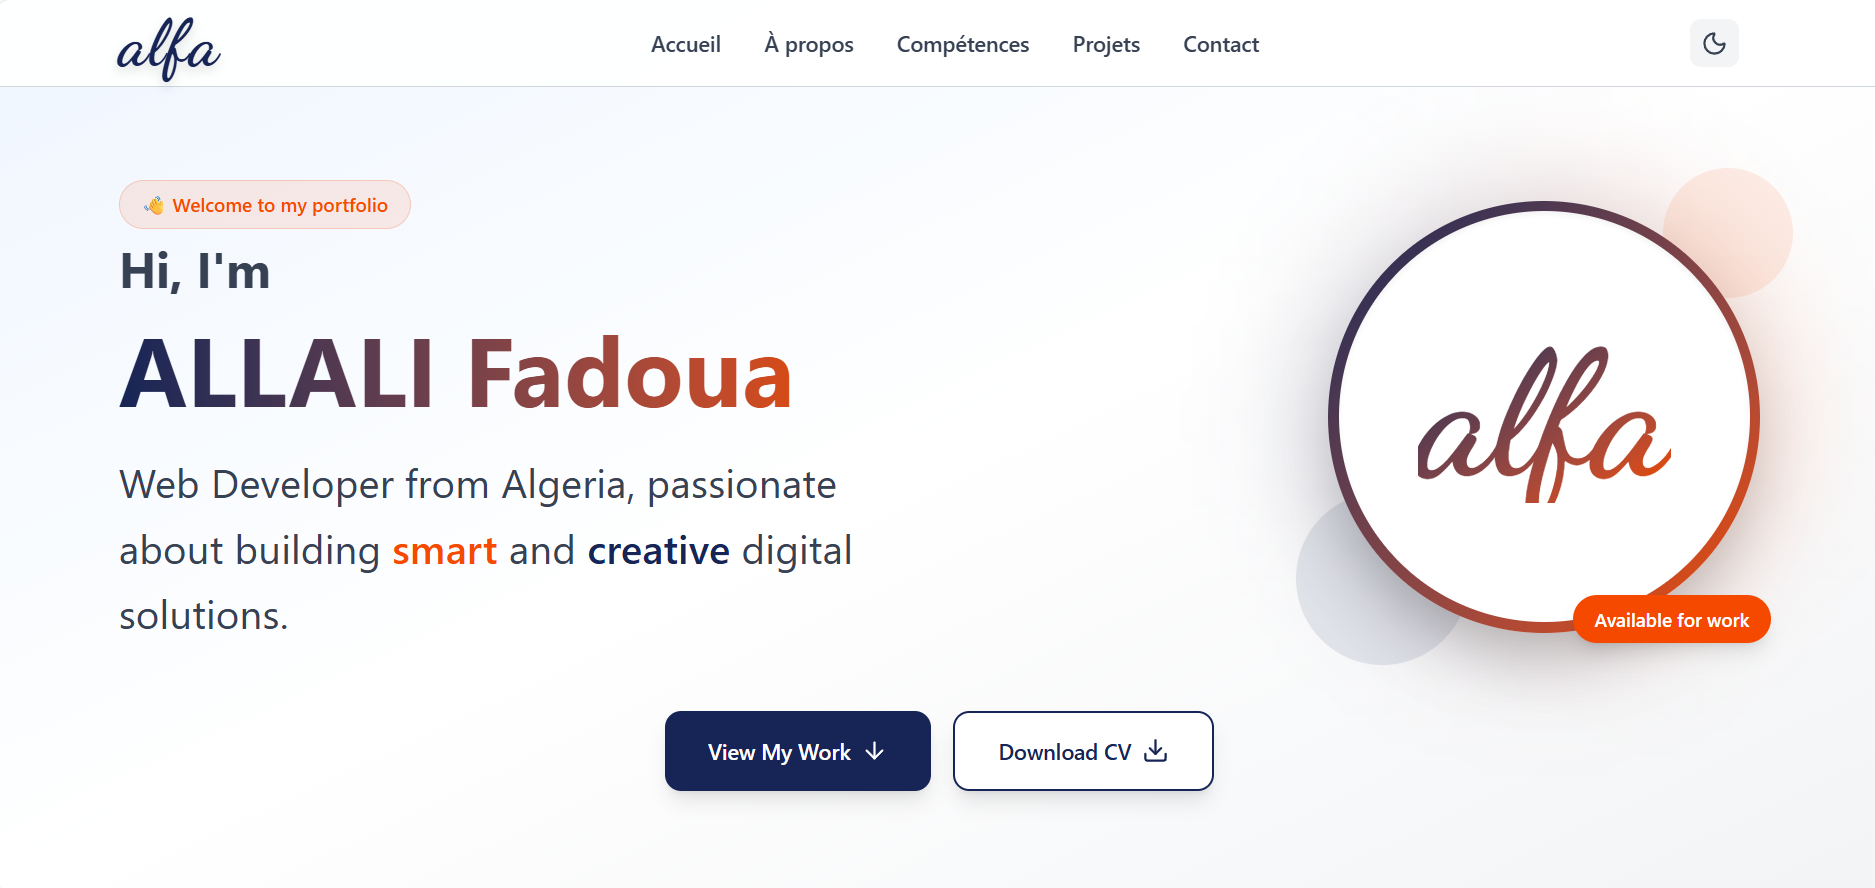 alfa
Accueil
À propos
Compétences
Projets
Contact
👋 Welcome to my portfolio
Hi, I'm
ALLALI Fadoua
Web Developer from Algeria, passionate
about building smart and creative digital
solutions.
alfa
Available for work
View My Work
Download CV